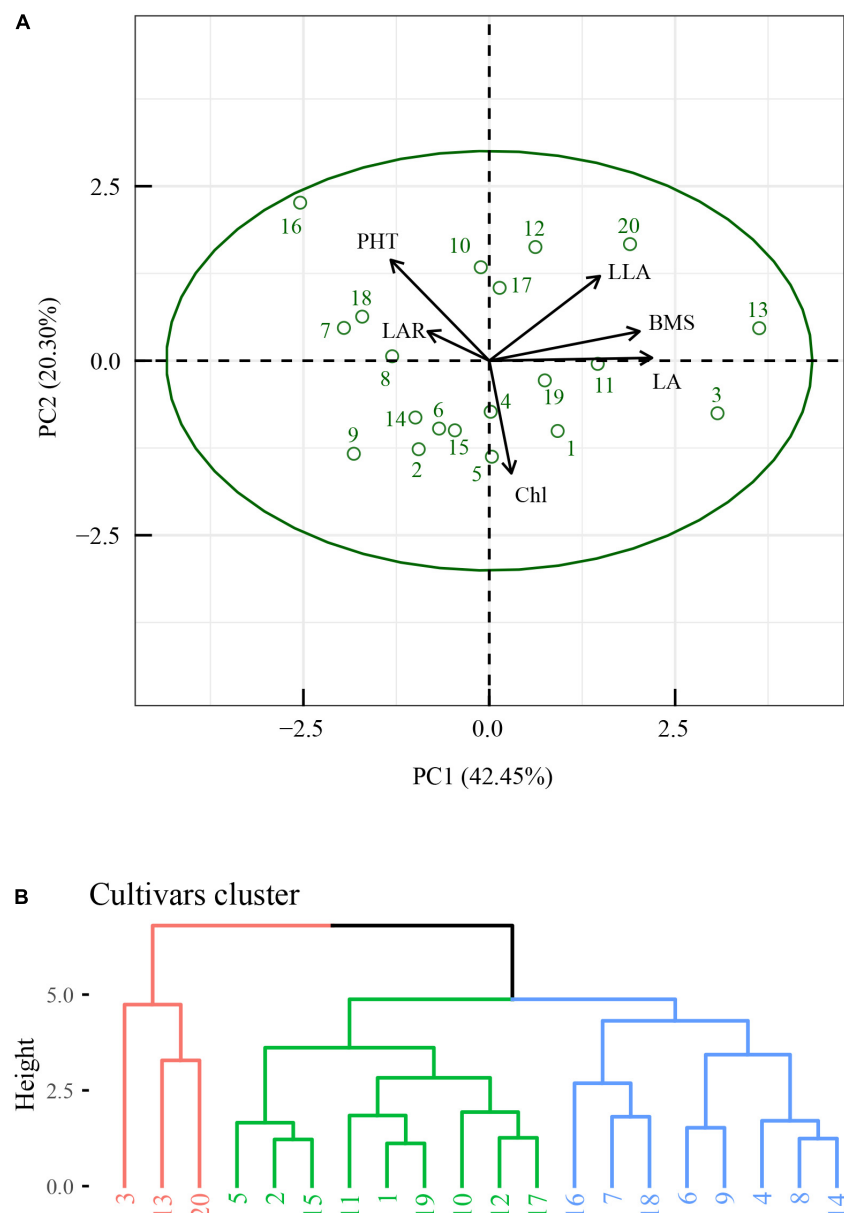 A
PC2 (20.30%)
2.5
0.0
−2.5
16
PHT
10
12
20
LLA
17
18
7
LAR
BMS
13
8
LA
11
19
3
4
14
6
9
2
15
5
1
Chl
−2.5
0.0
2.5
PC1 (42.45%)
B
Cultivars cluster
Height
5.0
2.5
0.0
3 13 20 5 2 15 11 1 19 10 12 17 16 7 18 6 9 4 8 14